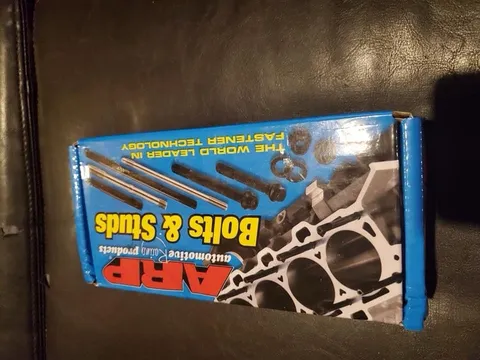 ARP
automotive Racing products
Bolts & Studs
THE WORLD LEADER IN
FASTENER TECHNOLOGY